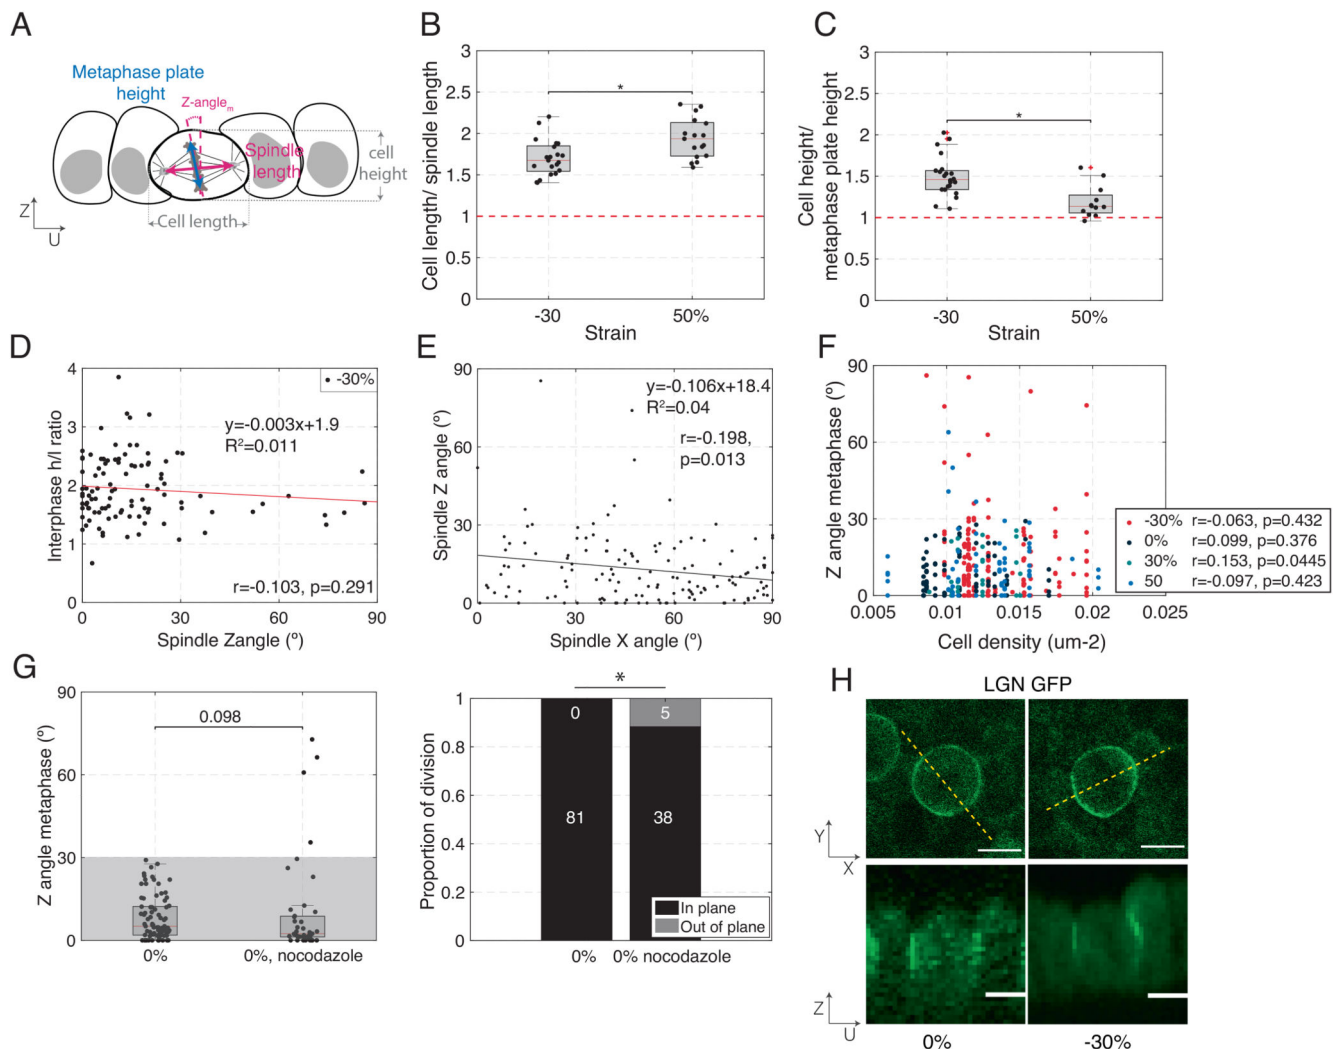 A
Metaphase plate
height
Z-anglem
Spindle
length
cell
height
Cell length
Z
U
B
3
2.5
2
1.5
1
0.5
0
Cell length/ spindle length
*
-30
50%
Strain
C
3
2.5
2
1.5
1
0.5
0
Cell height/
metaphase plate height
*
-30
50%
Strain
D
4
3
2
1
0
Interphase h/l ratio
-30%
y=-0.003x+1.9
R²=0.011
r=-0.103, p=0.291
0
30
60
90
Spindle Zangle (º)
E
90
60
30
0
Spindle Z angle (º)
y=-0.106x+18.4
R²=0.04
r=-0.198,
p=0.013
0
30
60
90
Spindle X angle (º)
F
90
60
30
0
Z angle metaphase (º)
-30% r=-0.063, p=0.432
0% r=0.099, p=0.376
30% r=0.153, p=0.0445
50 r=-0.097, p=0.423
0.005
0.01
0.015
0.02
0.025
Cell density (um-2)
G
90
60
30
0
Z angle metaphase (º)
0.098
0%
0%, nocodazole
1
0.8
0.6
0.4
0.2
0
Proportion of division
*
0
5
81
38
In plane
Out of plane
0%
0% nocodazole
H
LGN GFP
Y
X
Z
U
0%
-30%